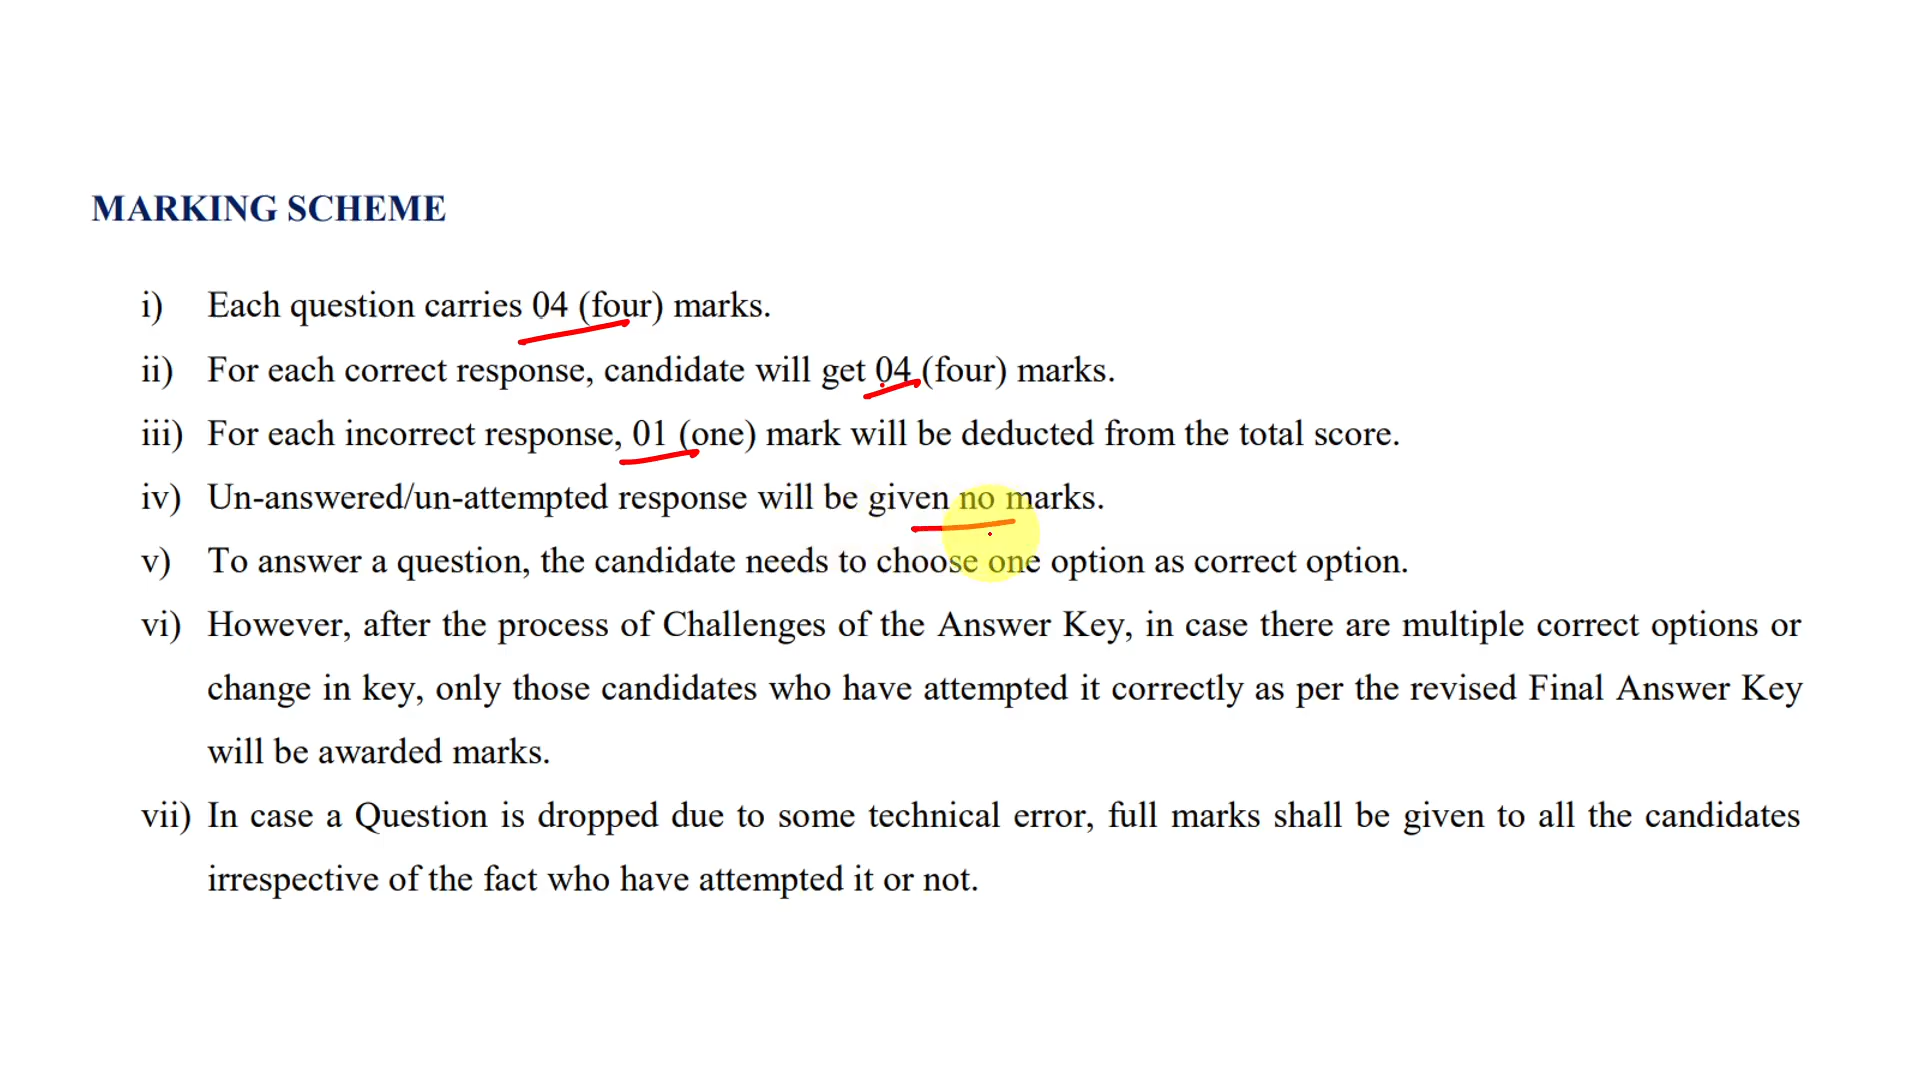 MARKING SCHEME
i) Each question carries 04 (four) marks.
ii) For each correct response, candidate will get 04 (four) marks.
iii) For each incorrect response, 01 (one) mark will be deducted from the total score.
iv) Un-answered/un-attempted response will be given no marks.
v) To answer a question, the candidate needs to choose one option as correct option.
vi) However, after the process of Challenges of the Answer Key, in case there are multiple correct options or
change in key, only those candidates who have attempted it correctly as per the revised Final Answer Key
will be awarded marks.
vii) In case a Question is dropped due to some technical error, full marks shall be given to all the candidates
irrespective of the fact who have attempted it or not.